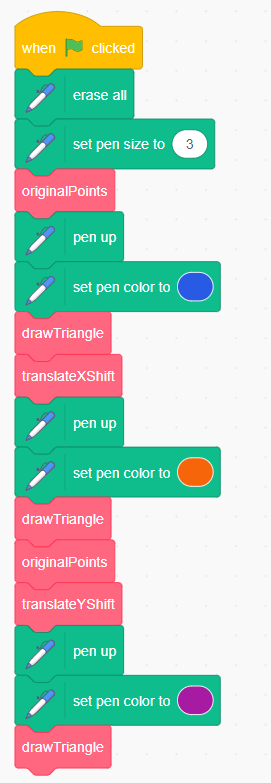 when clicked
erase all
set pen size to 3
originalPoints
pen up
set pen color to
drawTriangle
translateXShift
pen up
set pen color to
drawTriangle
originalPoints
translateYShift
pen up
set pen color to
drawTriangle